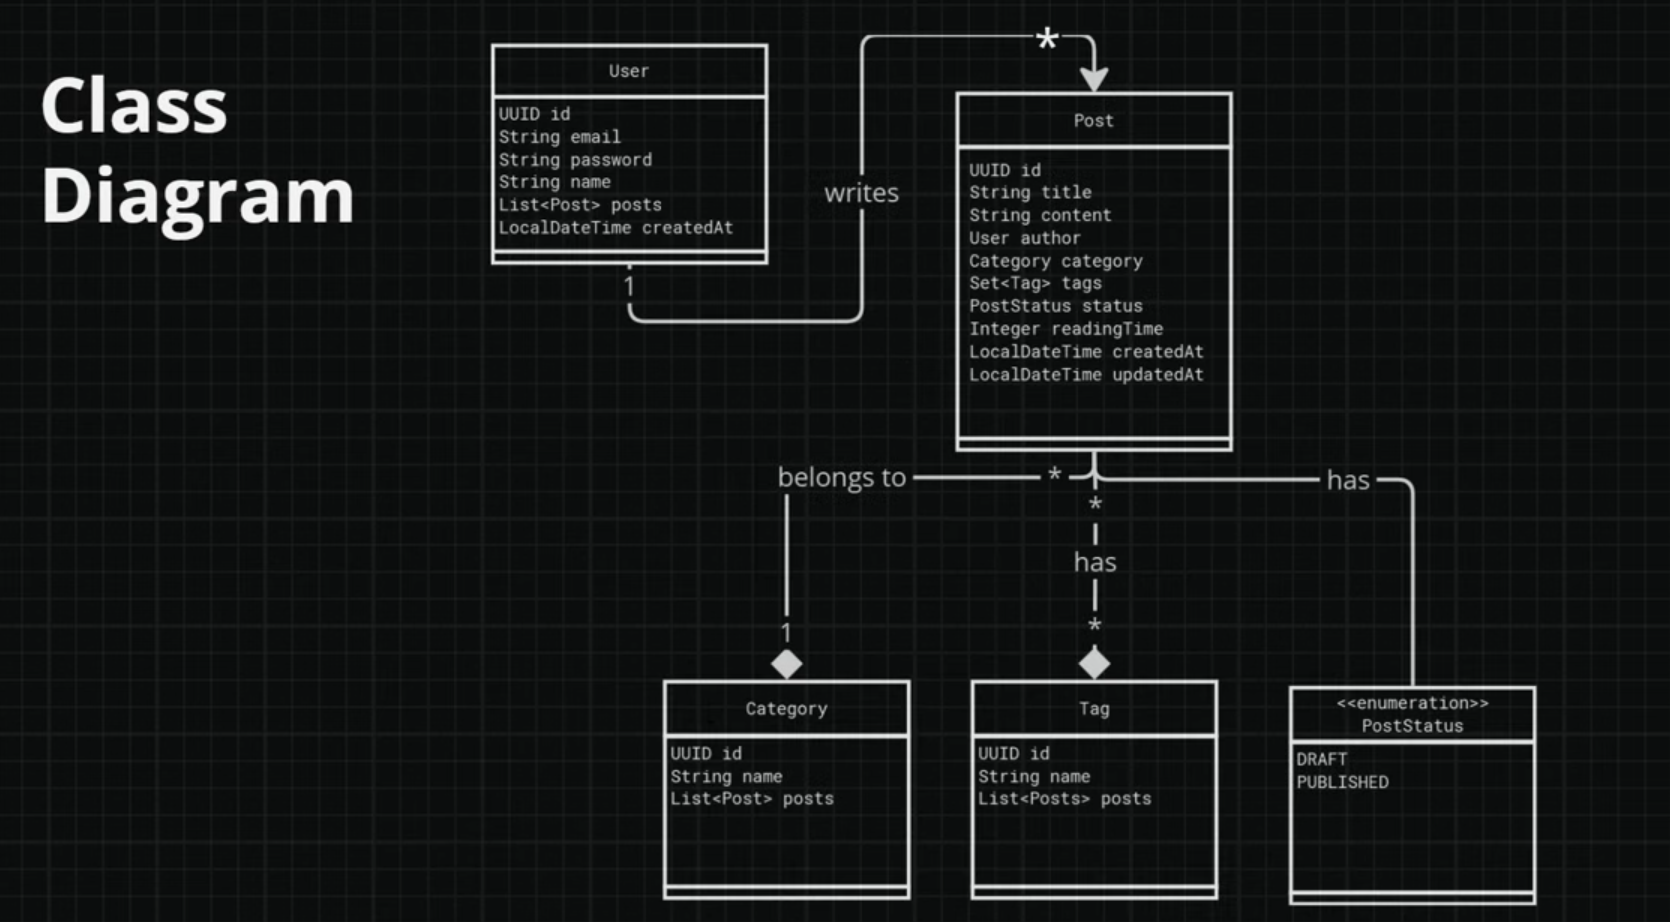 Class
Diagram
User
UUID id
String email
String password
String name
List<Post> posts
LocalDateTime createdAt
1
writes
*
Post
UUID id
String title
String content
User author
Category category
Set<Tag> tags
PostStatus status
Integer readingTime
LocalDateTime createdAt
LocalDateTime updatedAt
belongs to
*
1
*
has
*
has
Category
UUID id
String name
List<Post> posts
Tag
UUID id
String name
List<Posts> posts
<<enumeration>>
PostStatus
DRAFT
PUBLISHED